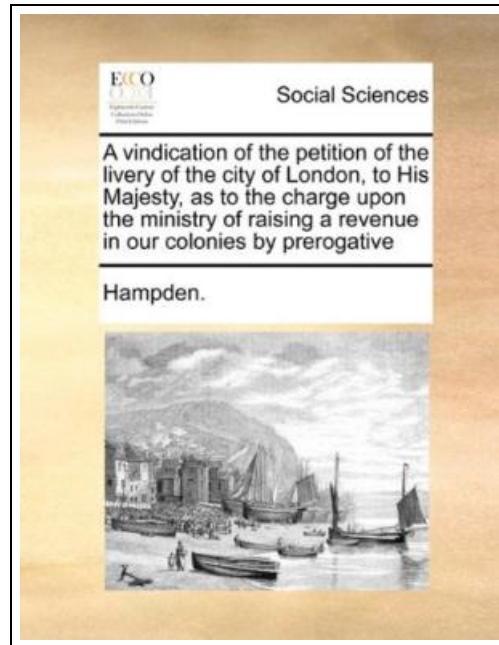 ECCO
Social Sciences
A vindication of the petition of the
livery of the city of London, to His
Majesty, as to the charge upon
the ministry of raising a revenue
in our colonies by prerogative
Hampden.